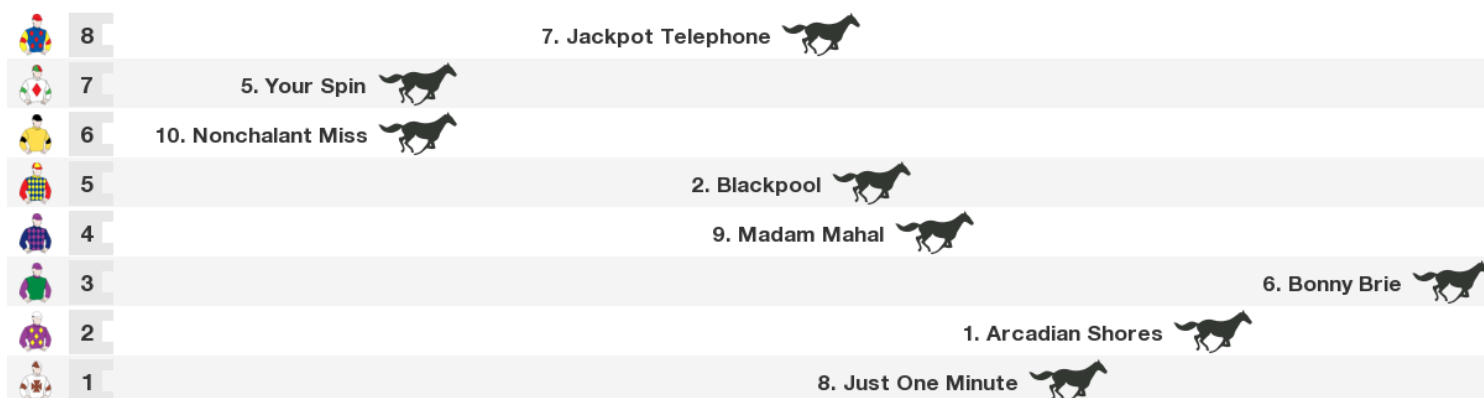 8 7. Jackpot Telephone
7 5. Your Spin
6 10. Nonchalant Miss
5 2. Blackpool
4 9. Madam Mahal
3 6. Bonny Brie
2 1. Arcadian Shores
1 8. Just One Minute